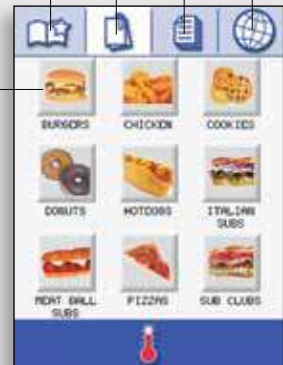 BURGERS CHICKEN COOKIES
DONUTS HOTDOGS ITALIAN
SUBS
MEAT BALL PIZZAS SUB CLUBS
SUBS